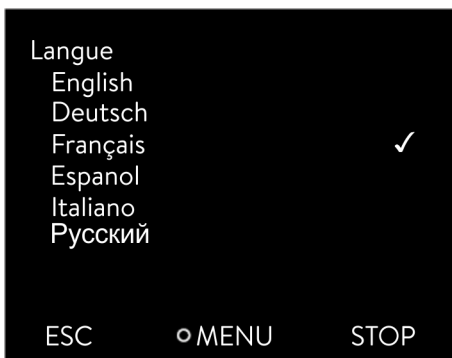 Langue
English
Deutsch
Français
Espanol
Italiano
Русский
ESC MENU STOP